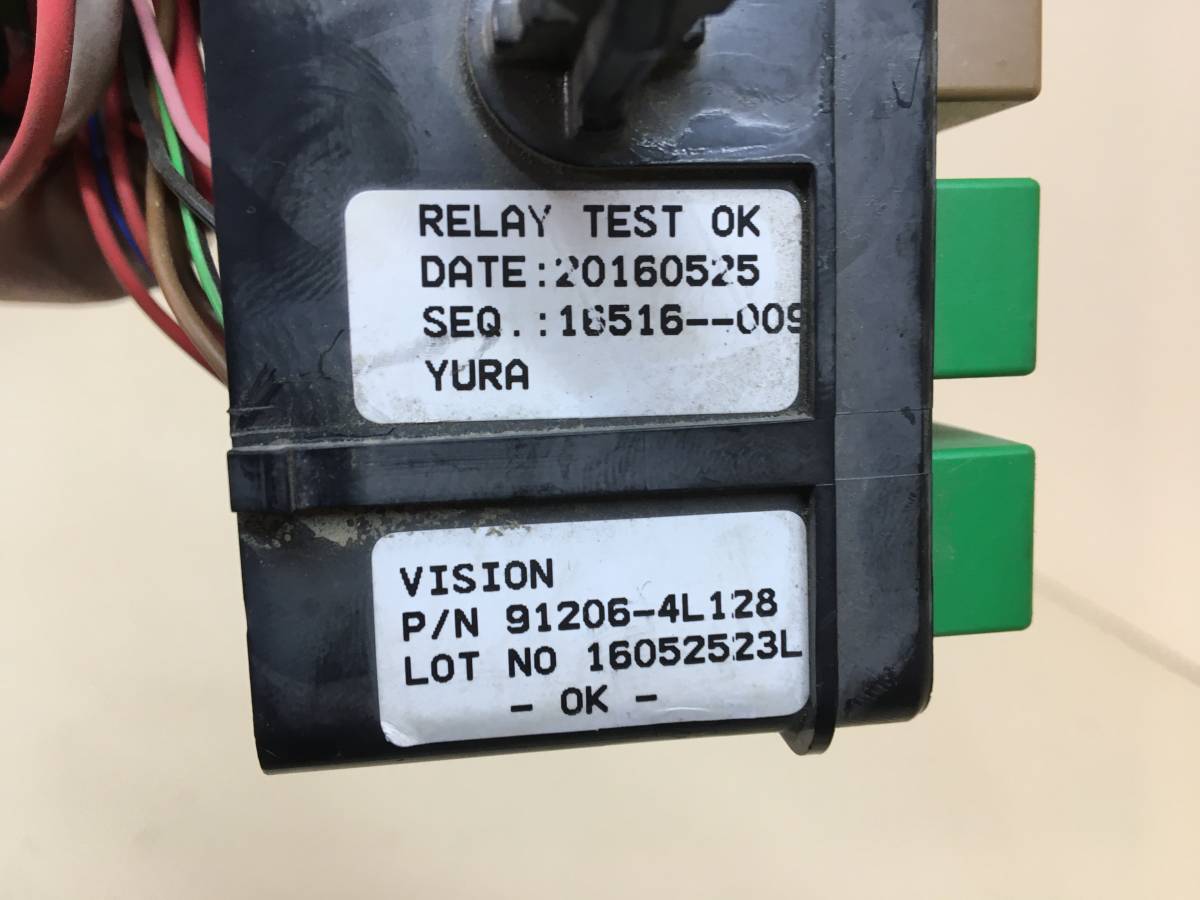 RELAY TEST OK
DATE:20160525
SEQ.:16516--009
YURA
VISION
P/N 91206-4L128
LOT NO 16052523L
- OK -